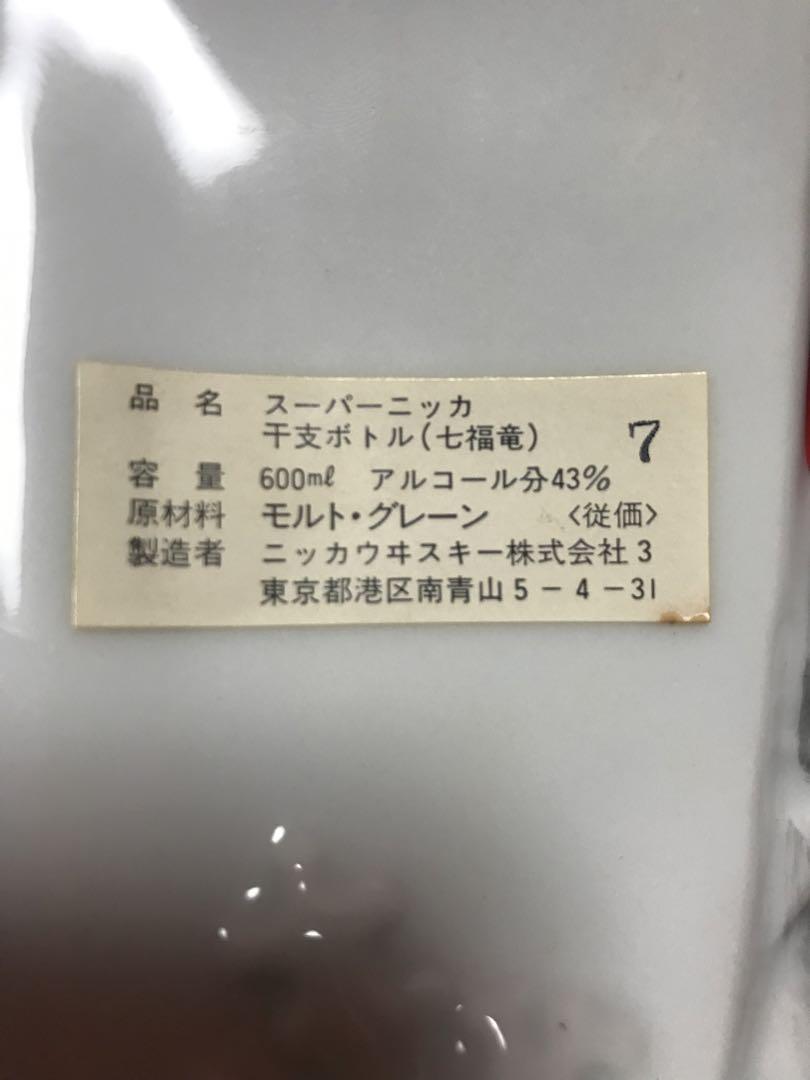 品名 スーパーニッカ
干支ボトル(七福竜) 7
容量 600ml アルコール分43%
原材料 モルト・グレーン <従価>
製造者 ニッカウヰスキー株式会社 3
東京都港区南青山5-4-31